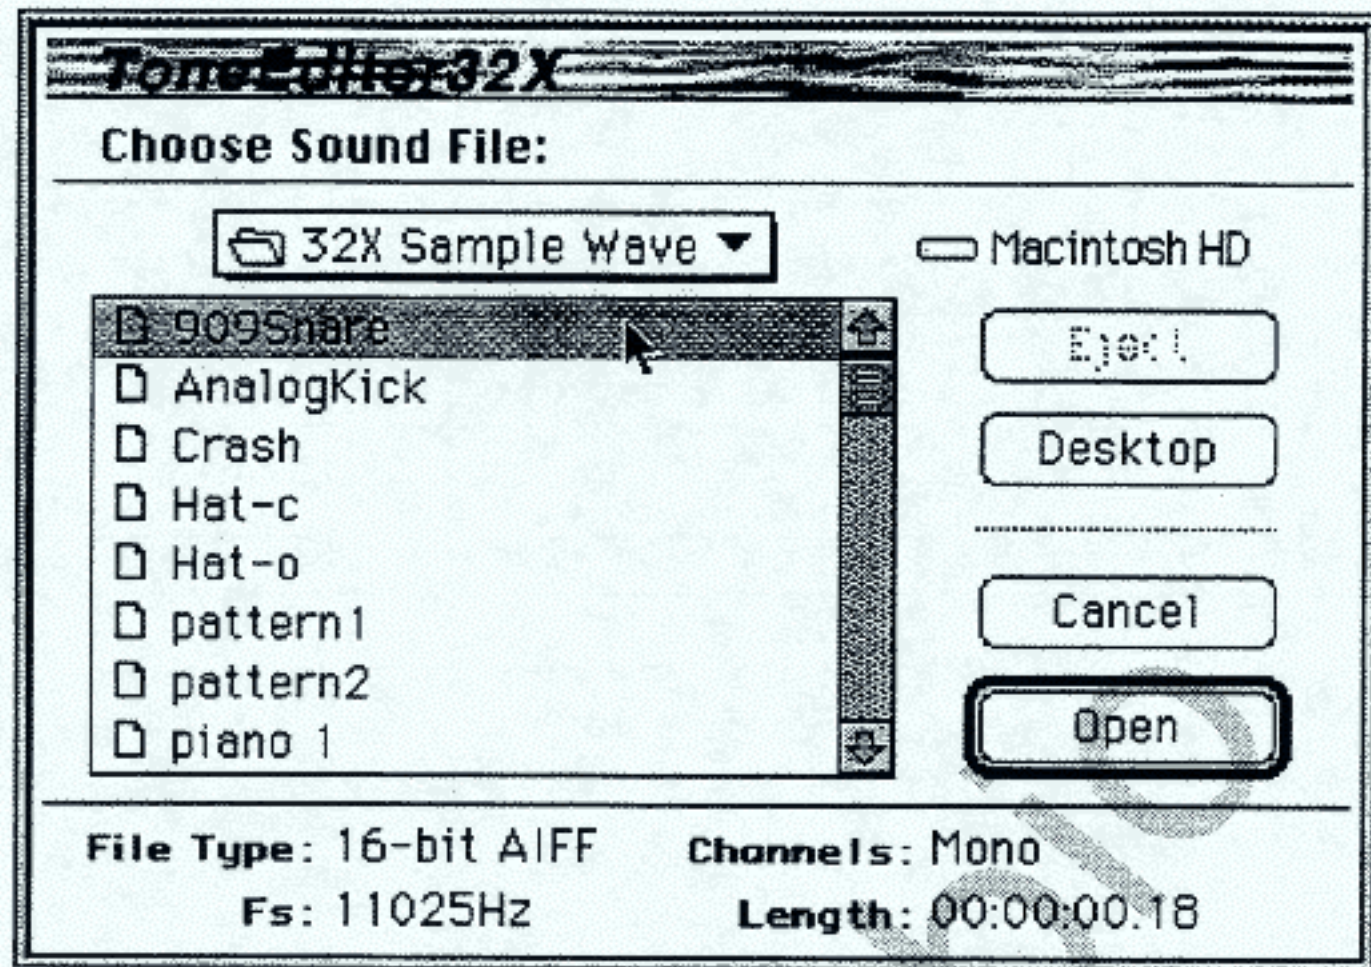 ToneEditor32X
Choose Sound File:
32X Sample Wave
Macintosh HD
909Snare
AnalogKick
Crash
Hat-c
Hat-o
pattern1
pattern2
piano 1
Eject
Desktop
Cancel
Open
File Type: 16-bit AIFF
Channels: Mono
Fs: 11025Hz
Length: 00:00:00.18